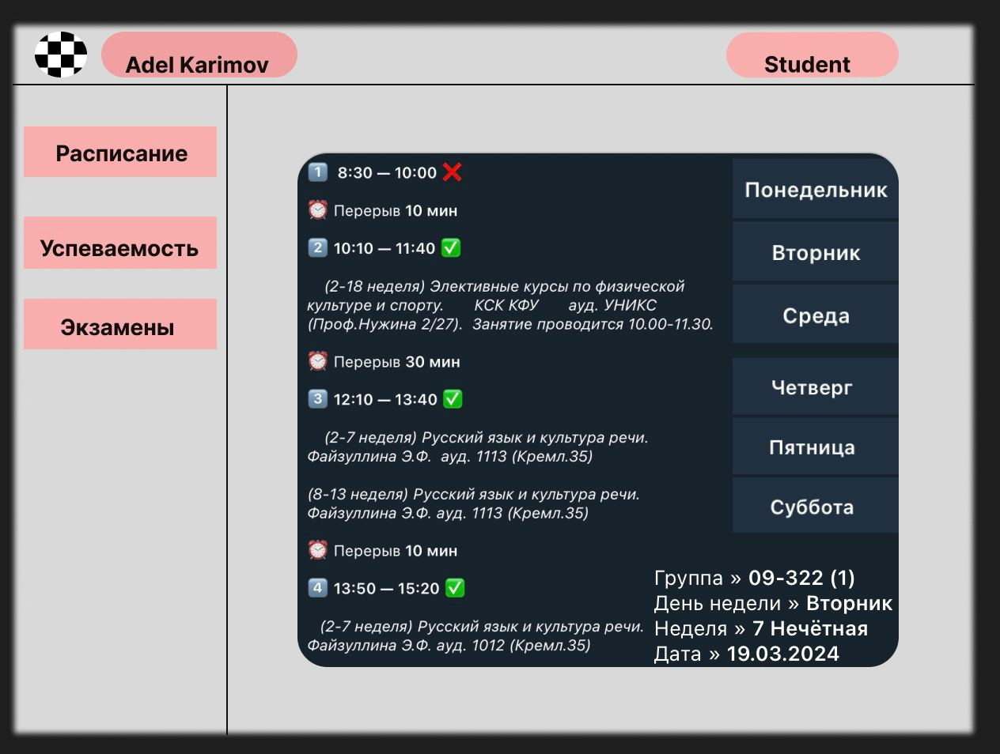 Adel Karimov
Student
Расписание
Успеваемость
Экзамены
1 8:30 — 10:00 ❌
⏰ Перерыв 10 мин
2 10:10 — 11:40 ✅
(2-18 неделя) Элективные курсы по физической
культуре и спорту. КСК КФУ ауд. УНИКС
(Проф.Нужина 2/27). Занятие проводится 10.00-11.30.
⏰ Перерыв 30 мин
3 12:10 — 13:40 ✅
(2-7 неделя) Русский язык и культура речи.
Файзуллина Э.Ф. ауд. 1113 (Кремл.35)
(8-13 неделя) Русский язык и культура речи.
Файзуллина Э.Ф. ауд. 1113 (Кремл.35)
⏰ Перерыв 10 мин
4 13:50 — 15:20 ✅
(2-7 неделя) Русский язык и культура речи.
Файзуллина Э.Ф. ауд. 1012 (Кремл.35)
Понедельник
Вторник
Среда
Четверг
Пятница
Суббота
Группа » 09-322 (1)
День недели » Вторник
Неделя » 7 Нечётная
Дата » 19.03.2024